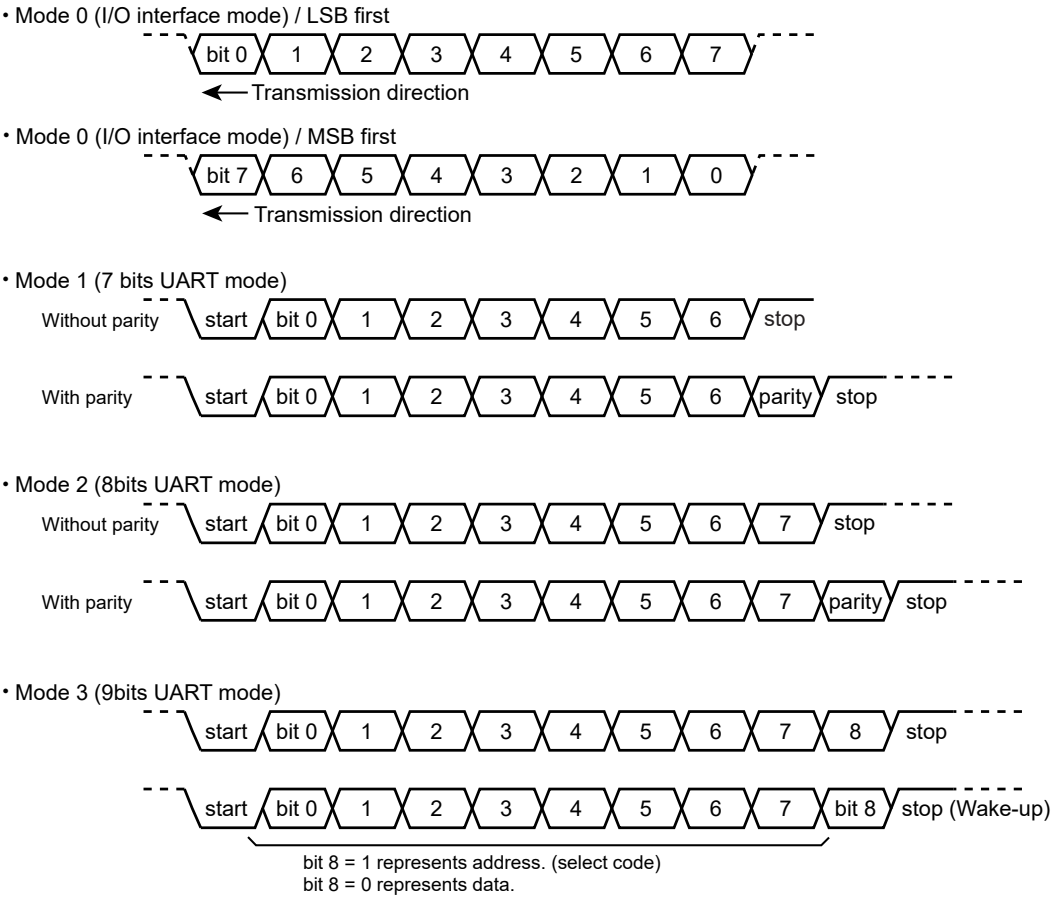 ・Mode 0 (I/O interface mode) / LSB first
bit 0 1 2 3 4 5 6 7
Transmission direction
・Mode 0 (I/O interface mode) / MSB first
bit 7 6 5 4 3 2 1 0
Transmission direction
・Mode 1 (7 bits UART mode)
Without parity start bit 0 1 2 3 4 5 6 stop
With parity start bit 0 1 2 3 4 5 6 parity stop
・Mode 2 (8bits UART mode)
Without parity start bit 0 1 2 3 4 5 6 7 stop
With parity start bit 0 1 2 3 4 5 6 7 parity stop
・Mode 3 (9bits UART mode)
start bit 0 1 2 3 4 5 6 7 8 stop
start bit 0 1 2 3 4 5 6 7 bit 8 stop (Wake-up)
bit 8 = 1 represents address. (select code)
bit 8 = 0 represents data.